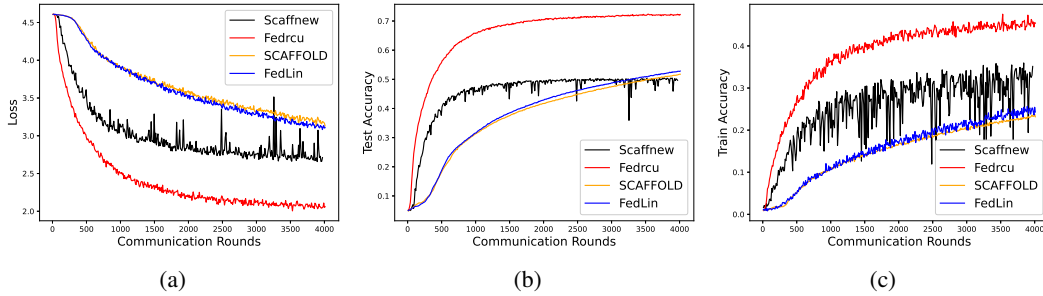 4.5
4.0
3.5
3.0
2.5
2.0
Loss
0 500 1000 1500 2000 2500 3000 3500 4000
Communication Rounds
Scaffnew
Fedrcu
SCAFFOLD
FedLin
(a)
0.7
0.6
0.5
0.4
0.3
0.2
0.1
Test Accuracy
0 500 1000 1500 2000 2500 3000 3500 4000
Communication Rounds
Scaffnew
Fedrcu
SCAFFOLD
FedLin
(b)
0.4
0.3
0.2
0.1
0.0
Train Accuracy
0 500 1000 1500 2000 2500 3000 3500 4000
Communication Rounds
Scaffnew
Fedrcu
SCAFFOLD
FedLin
(c)